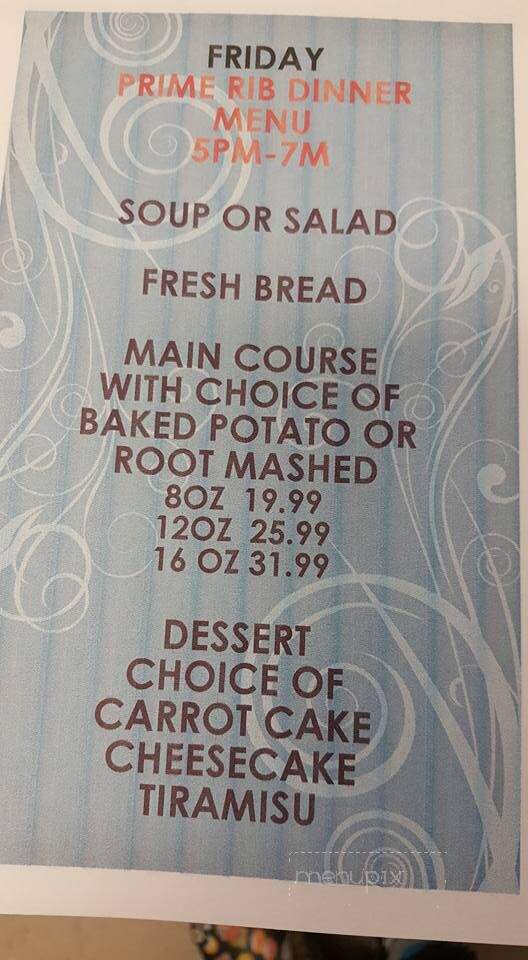 FRIDAY
PRIME RIB DINNER
MENU
5PM-7M
SOUP OR SALAD
FRESH BREAD
MAIN COURSE
WITH CHOICE OF
BAKED POTATO OR
ROOT MASHED
8OZ 19.99
12OZ 25.99
16 OZ 31.99
DESSERT
CHOICE OF
CARROT CAKE
CHEESECAKE
TIRAMISU
menupix